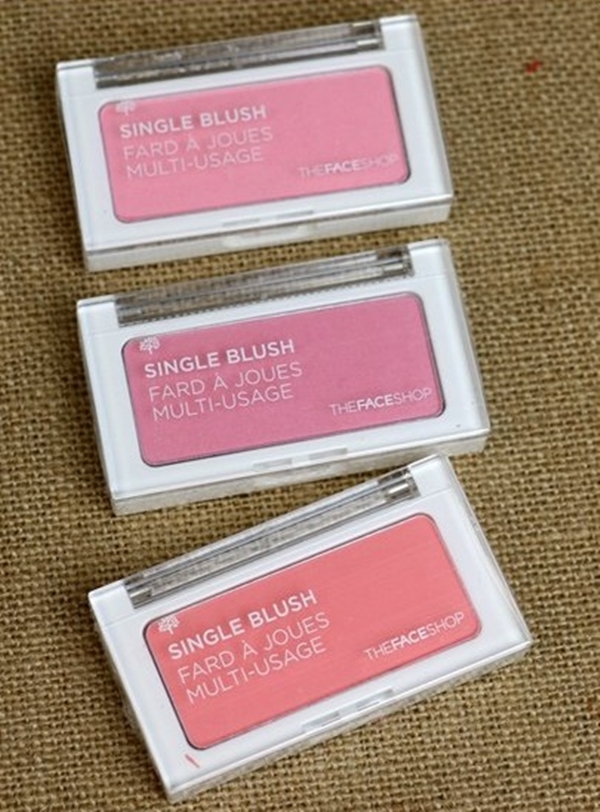 SINGLE BLUSH
FARD À JOUES
MULTI-USAGE
THEFACESHOP
SINGLE BLUSH
FARD À JOUES
MULTI-USAGE
THEFACESHOP
SINGLE BLUSH
FARD À JOUES
MULTI-USAGE
THEFACESHOP